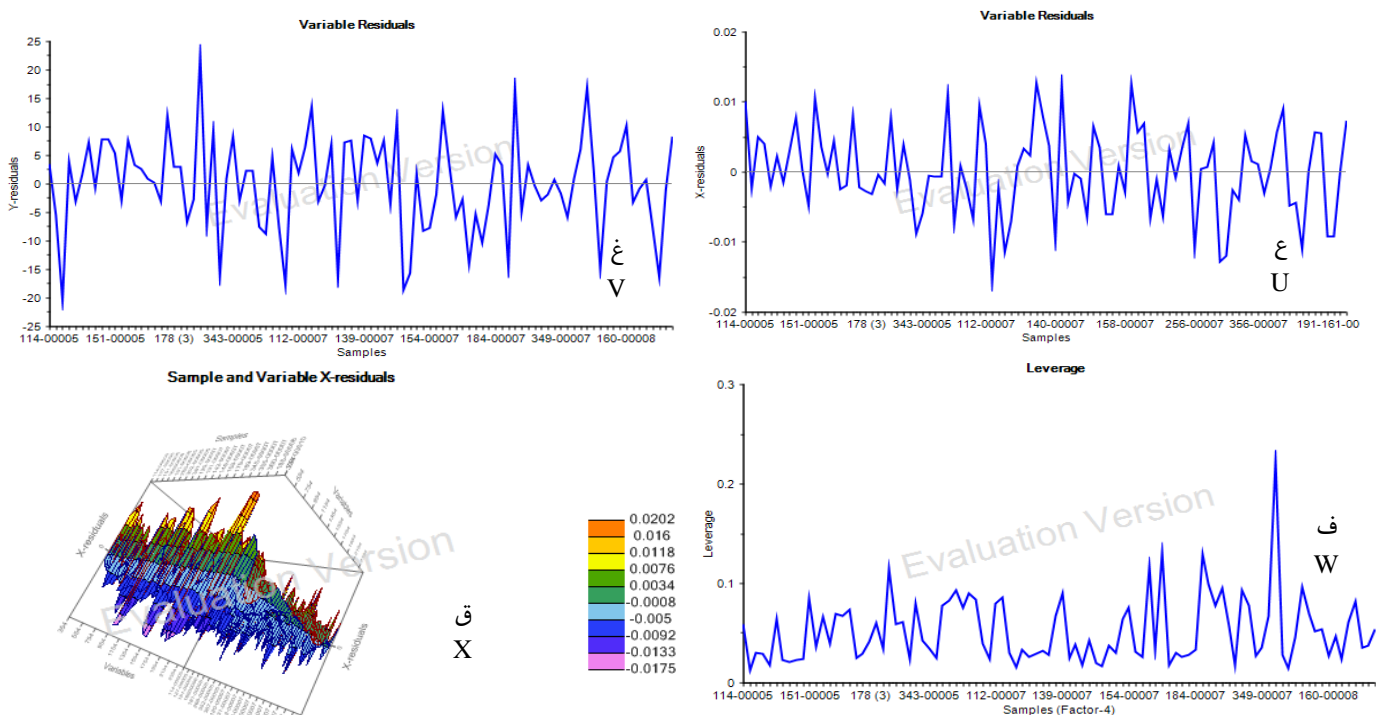 Variable Residuals
25
20
15
10
5
0
-5
-10
-15
-20
-25
Y-residuals
114-00005 151-00005 178 (3) 343-00005 112-00007 139-00007 154-00007 184-00007 349-00007 160-00008
Samples
Evaluation Version
غ
V
Variable Residuals
0.02
0.01
0
-0.01
-0.02
X-residuals
114-00005 151-00005 178 (3) 343-00005 112-00007 140-00007 158-00007 256-00007 366-00007 191-161-00
Samples
Evaluation Version
ع
U
Sample and Variable X-residuals
Samples
Variables
X-residuals
X-residuals
Variables
Evaluation Version
0.0202
0.016
0.0118
0.0076
0.0034
-0.0008
-0.005
-0.0092
-0.0133
-0.0175
ق
X
Leverage
0.3
0.2
0.1
0
Leverage
114-00005 151-00005 178 (3) 343-00005 112-00007 139-00007 154-00007 184-00007 349-00007 160-00008
Samples (Factor-4)
Evaluation Version
ف
W